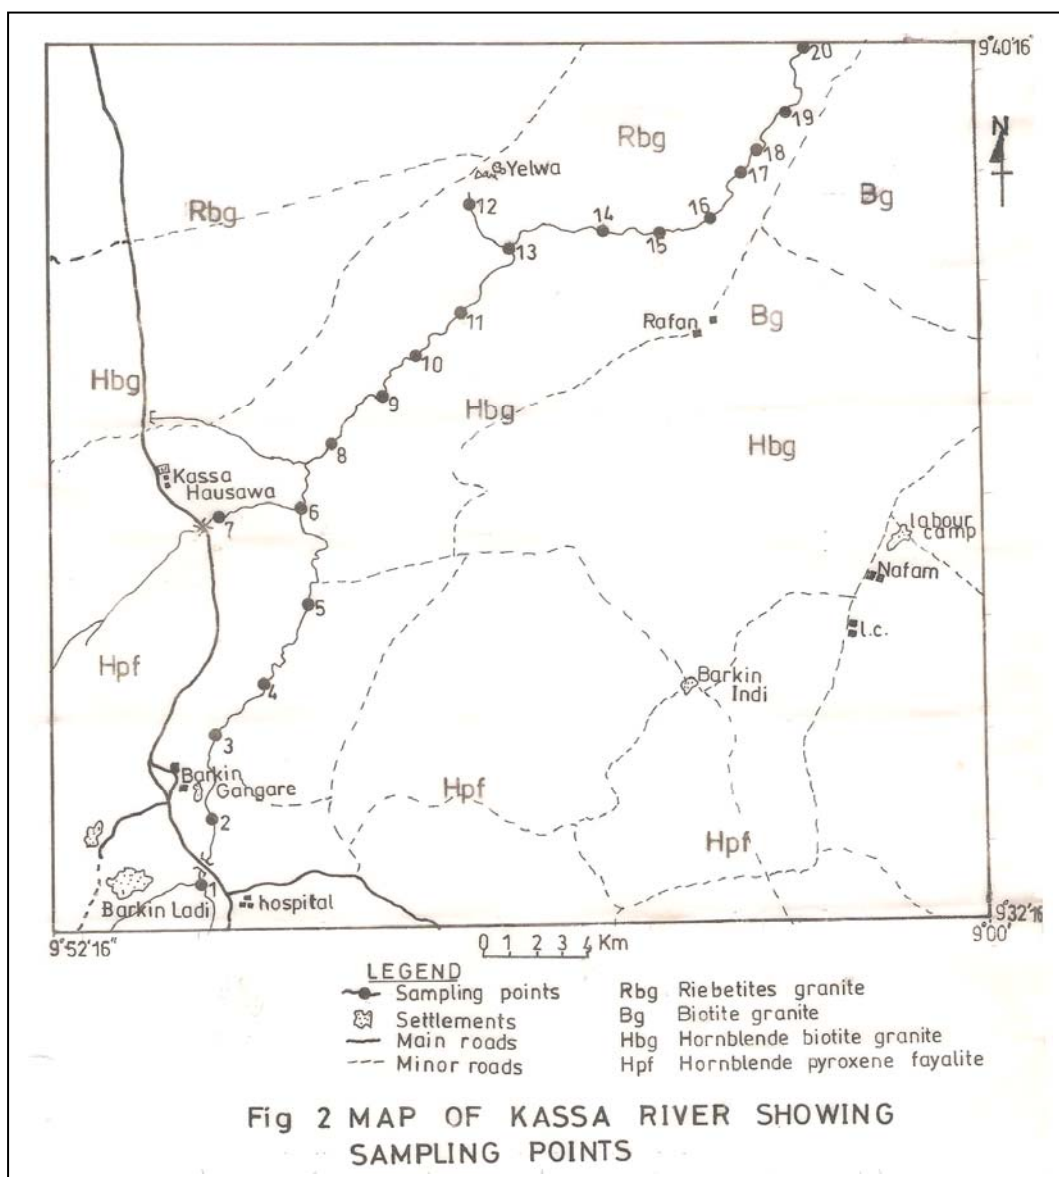 20
9°40'16
19
N
Rbg
18
Yelwa
17
Bg
12
16
14
Rbg
15
13
11
Rafan
Bg
10
Hbg
9
Hbg
Hbg
8
Kassa
Hausawa
6
7
labour
camp
Nafam
5
l.c.
Hpf
4
Barkin
Indi
3
Barkin
Gangare
Hpf
2
Hpf
1
Barkin Ladi
hospital
9°32'16
9°52'16"
9°00'
0 1 2 3 4 Km
LEGEND
Sampling points
Settlements
Main roads
Minor roads
Rbg Riebetites granite
Bg Biotite granite
Hbg Hornblende biotite granite
Hpf Hornblende pyroxene fayalite
Fig 2 MAP OF KASSA RIVER SHOWING
SAMPLING POINTS